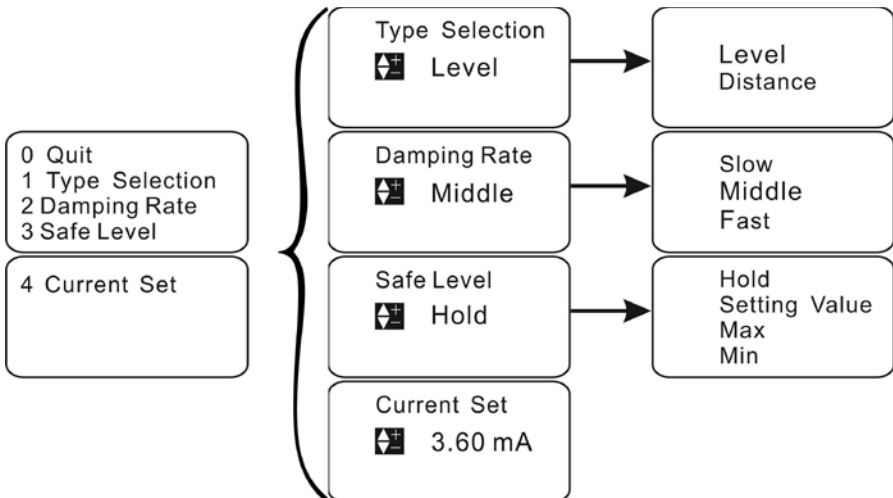 0 Quit
1 Type Selection
2 Damping Rate
3 Safe Level
4 Current Set
Type Selection
Level
Level
Distance
Damping Rate
Middle
Slow
Middle
Fast
Safe Level
Hold
Hold
Setting Value
Max
Min
Current Set
3.60 mA